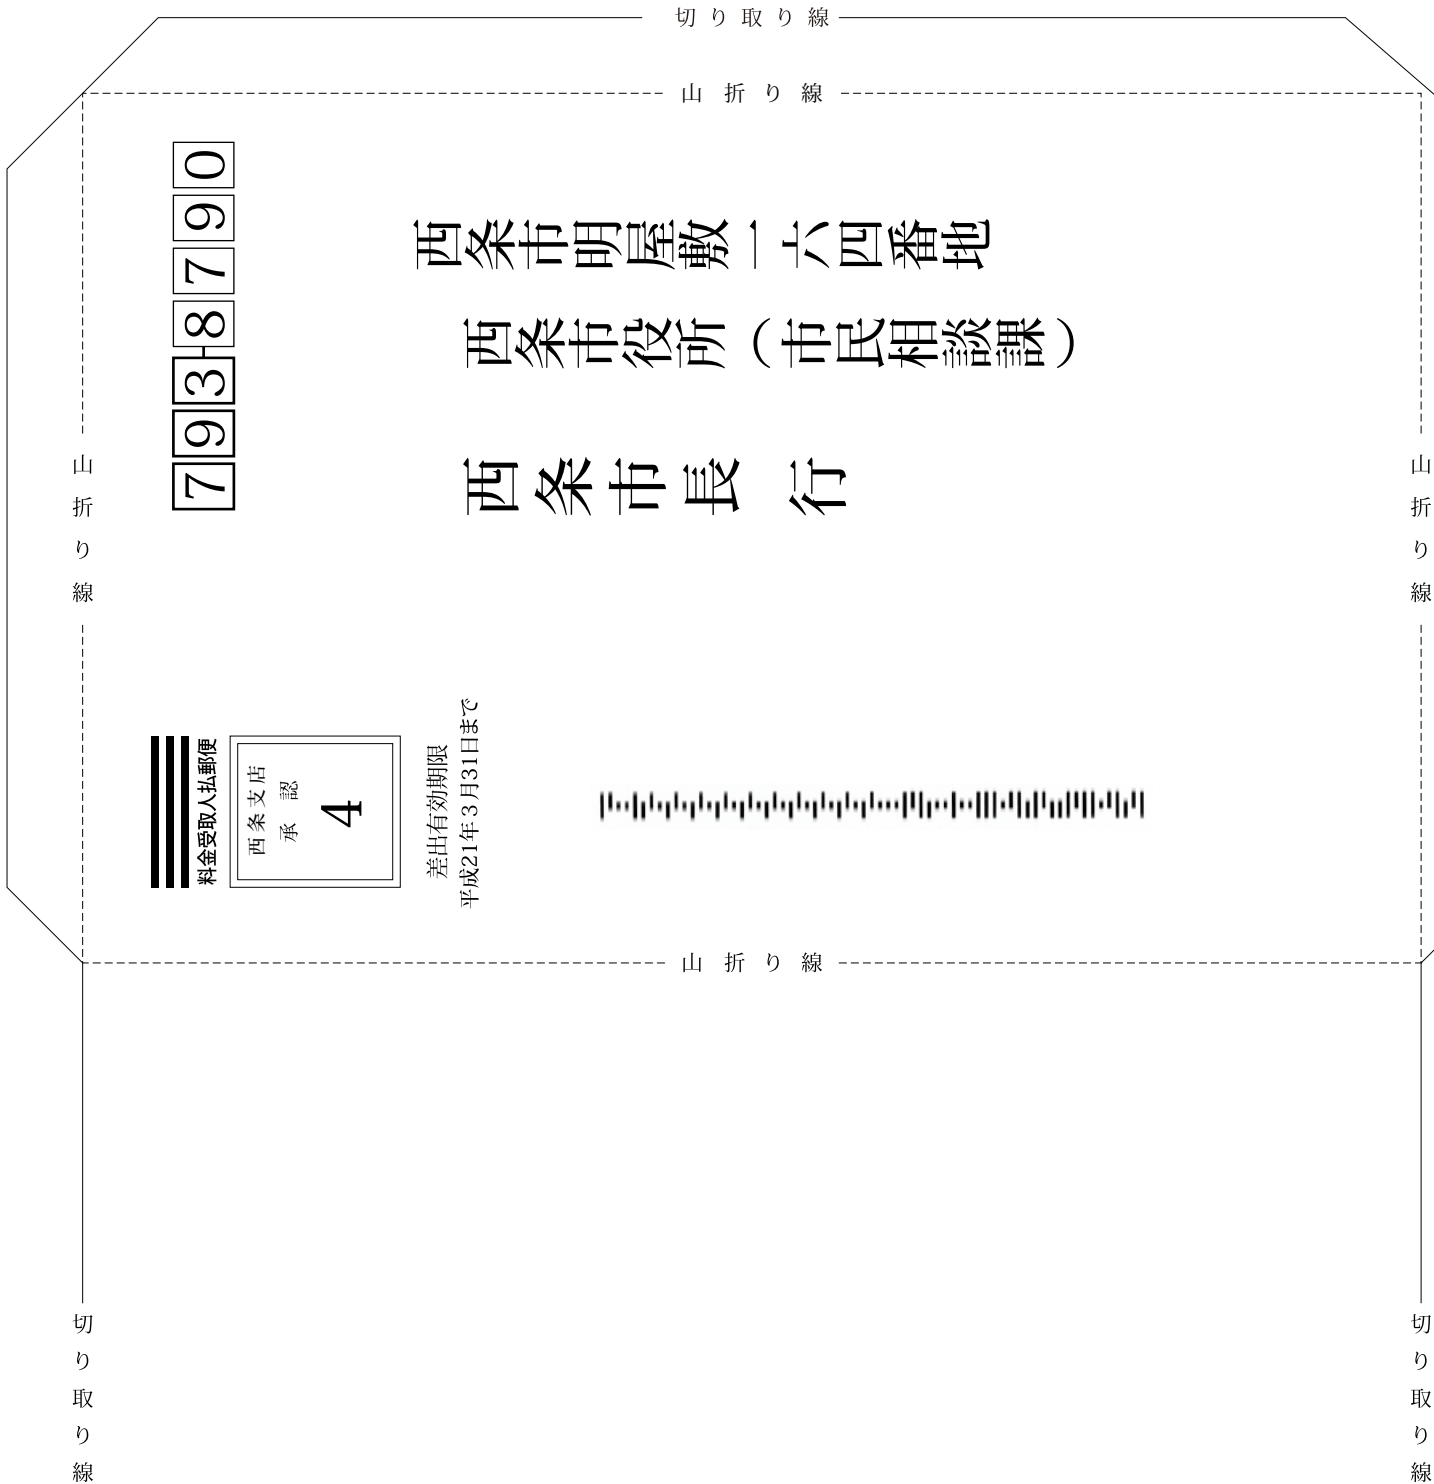 切り取り線
山折り線
793-8790
西条市明屋敷一六四番地
西条市役所(市民相談課)
西条市長 行
山折り線
山折り線
料金受取人払郵便
西条支店
承認
4
差出有効期限
平成21年3月31日まで
山折り線
切り取り線
切り取り線